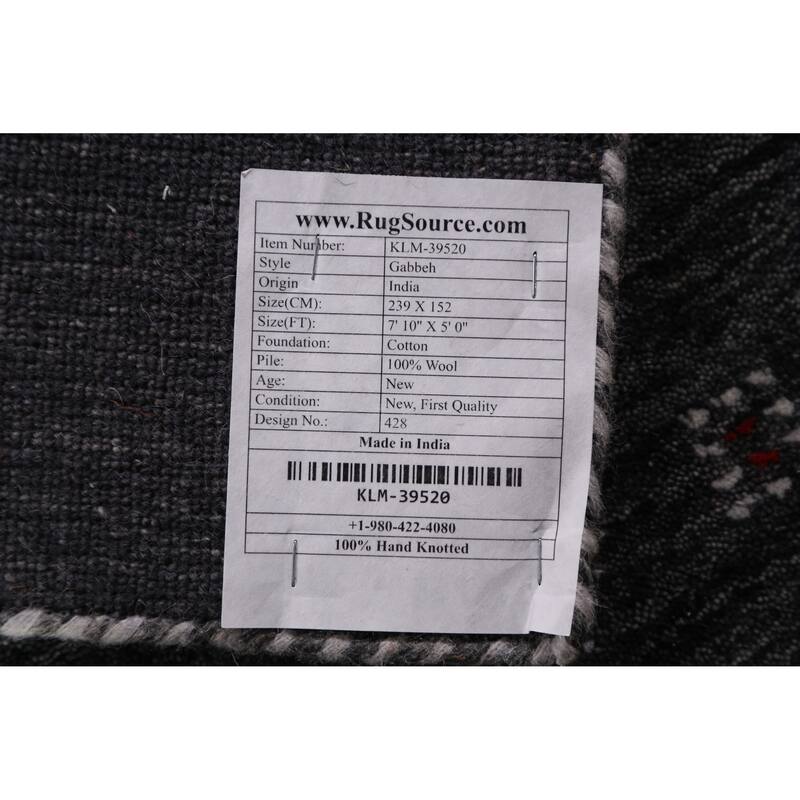 www.RugSource.com
Item Number: KLM-39520
Style Gabbeh
Origin India
Size(CM): 239 X 152
Size(FT): 7' 10" X 5' 0"
Foundation: Cotton
Pile: 100% Wool
Age: New
Condition: New, First Quality
Design No.: 428
Made in India
KLM-39520
+1-980-422-4080
100% Hand Knotted